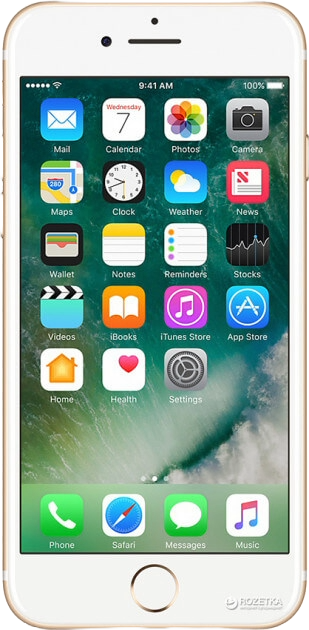 9:41 AM
100%
Wednesday
7
Mail Calendar Photos Camera
280
Maps Clock Weather News
Wallet Notes Reminders Stocks
Videos iBooks iTunes Store App Store
Home Health Settings
Phone Safari Messages Music
ROZETKA